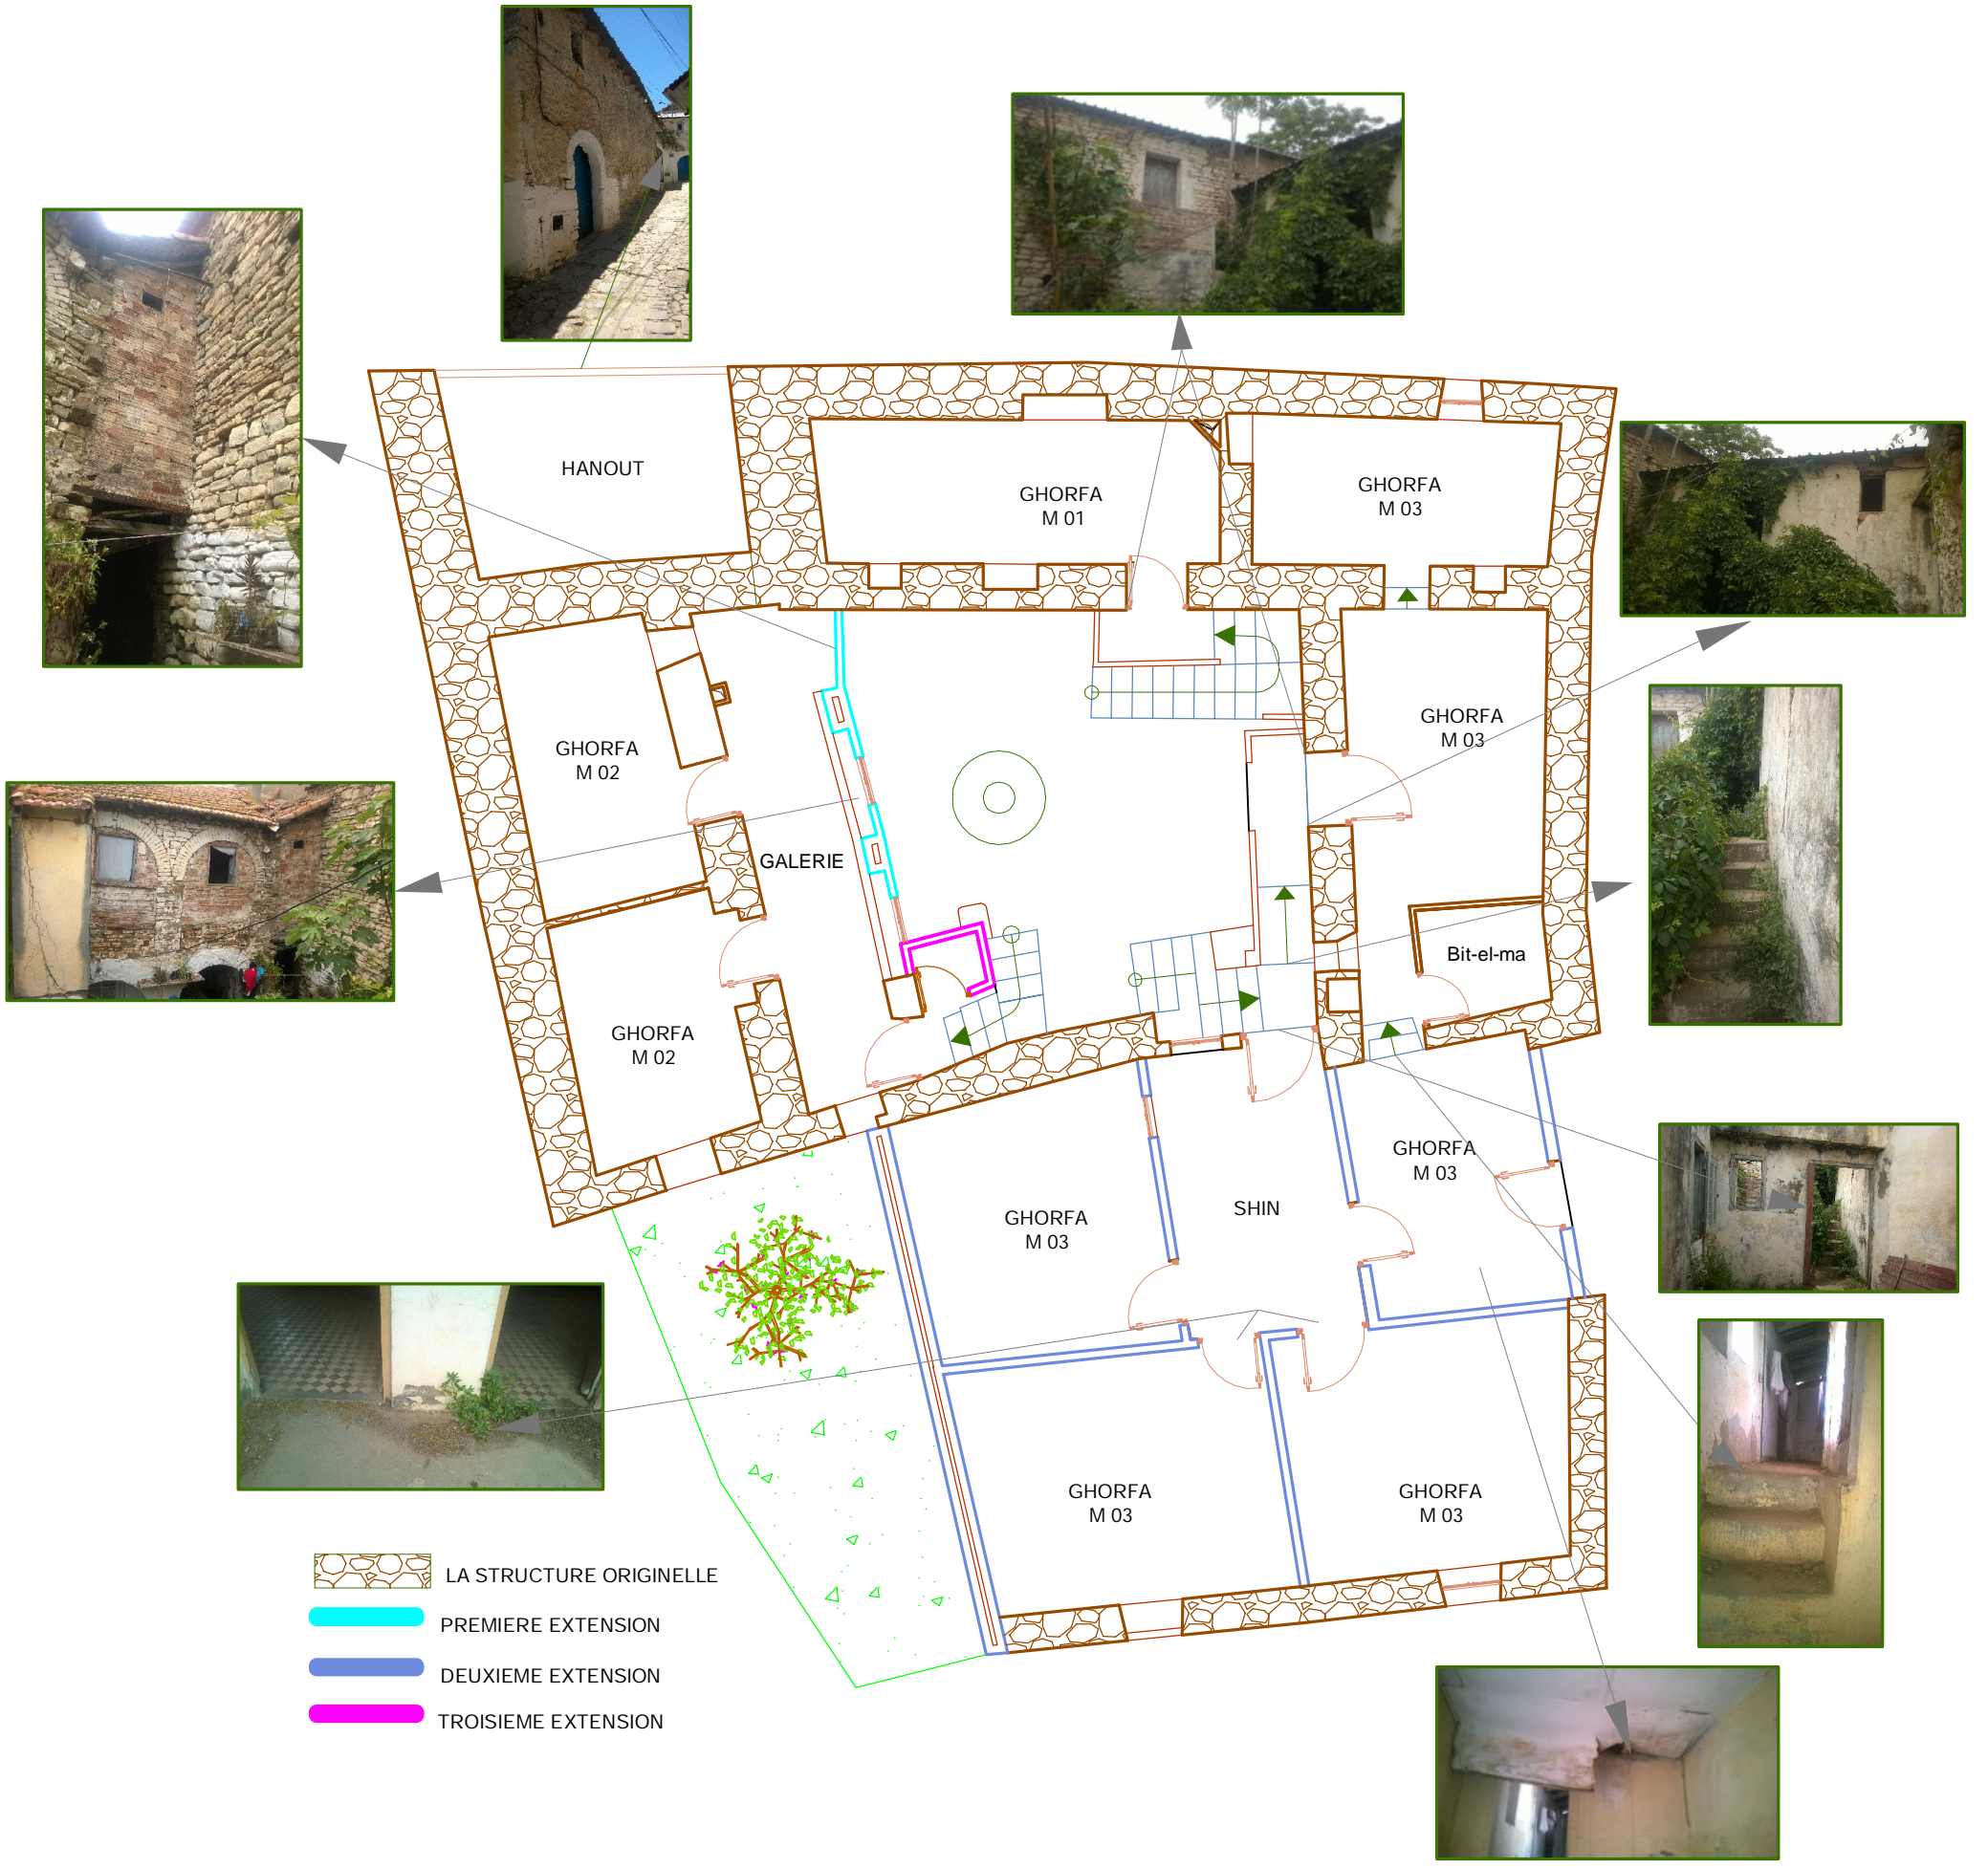 HANOUT
GHORFA
M 01
GHORFA
M 03
GHORFA
M 02
GHORFA
M 03
GALERIE
Bit-el-ma
GHORFA
M 02
GHORFA
M 03
SHIN
GHORFA
M 03
GHORFA
M 03
GHORFA
M 03
LA STRUCTURE ORIGINELLE
PREMIERE EXTENSION
DEUXIEME EXTENSION
TROISIEME EXTENSION